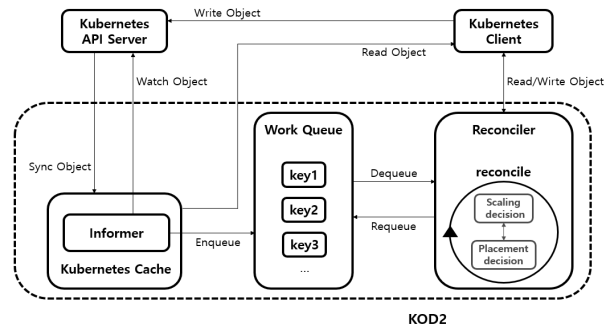 Write Object
Kubernetes
API Server
Kubernetes
Client
Read Object
Watch Object
Read/Wirte Object
Sync Object
Work Queue
Reconciler
key1
key2
key3
...
Dequeue
Requeue
reconcile
Scaling
decision
Placement
decision
Informer
Enqueue
Kubernetes Cache
KOD2